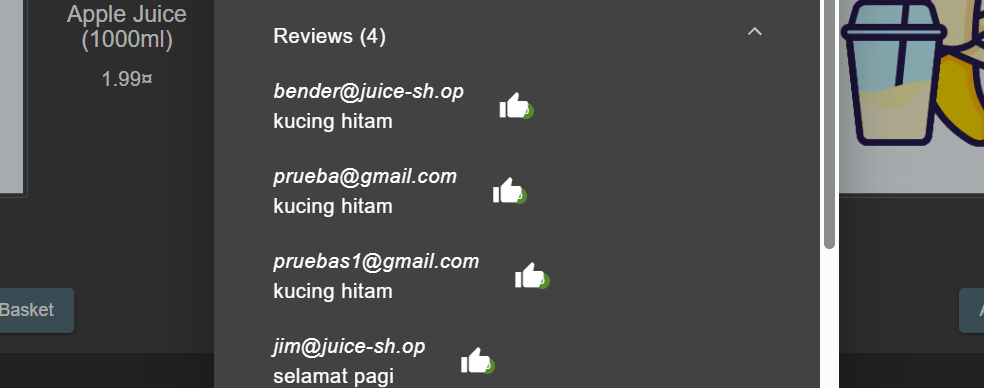 Apple Juice
(1000ml)
1.99¤
Reviews (4)
bender@juice-sh.op
kucing hitam
prueba@gmail.com
kucing hitam
pruebas1@gmail.com
kucing hitam
jim@juice-sh.op
selamat pagi
Basket